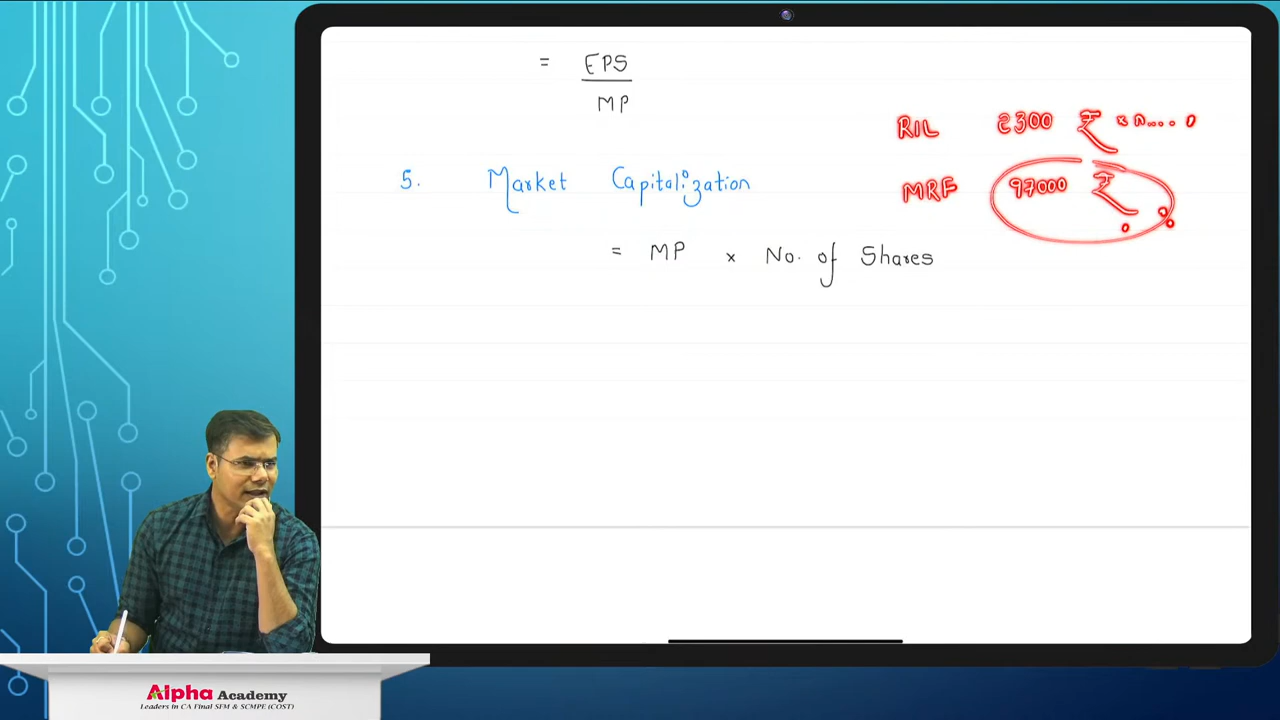 = EPS
MP
RIL 2300 ₹ x n....
5. Market Capitalization
MRF 97000 ₹
= MP x No. of Shares
Alpha Academy
Leaders in CA Final SFM & SCMPE (COST)